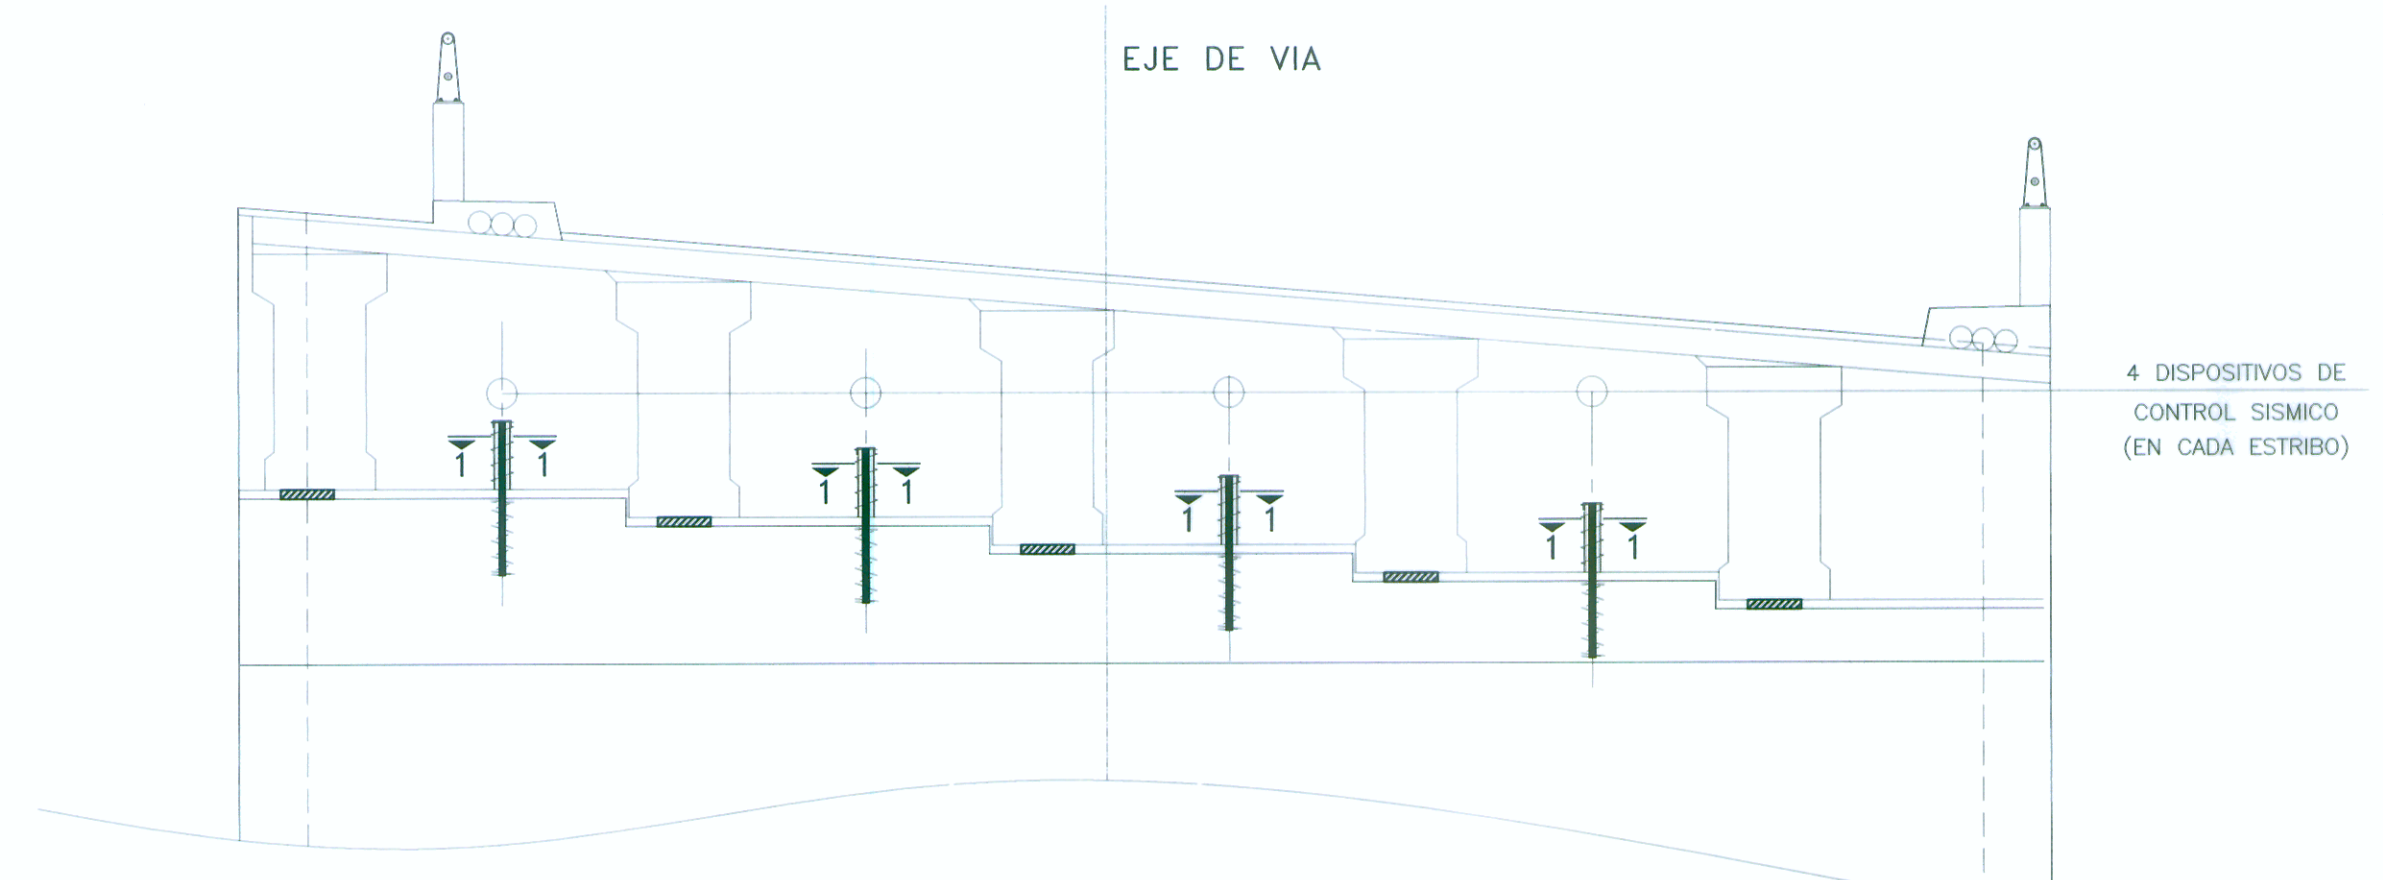 EJE DE VIA
4 DISPOSITIVOS DE
CONTROL SISMICO
(EN CADA ESTRIBO)
1 1
1 1
1 1
1 1